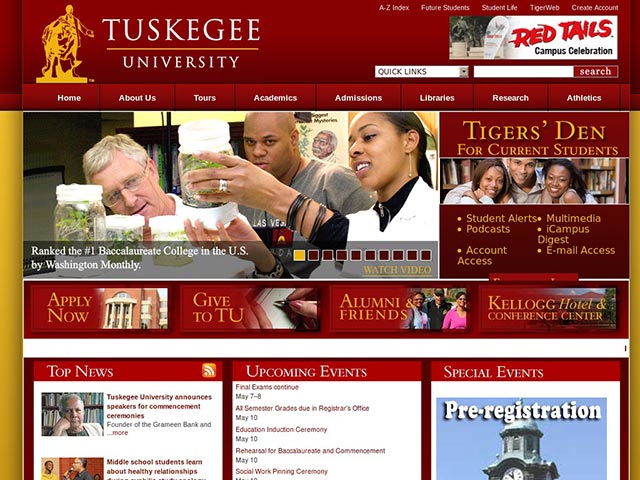 A-Z Index Future Students Student Life TigerWeb Create Account
TUSKEGEE
UNIVERSITY
RED TAILS
Campus Celebration
QUICK LINKS search
Home About Us Tours Academics Admissions Libraries Research Athletics
Ranked the #1 Baccalaureate College in the U.S.
by Washington Monthly.
WATCH VIDEO
TIGERS' DEN
FOR CURRENT STUDENTS
Student Alerts Multimedia
Podcasts iCampus
Digest
Account E-mail Access
Access
APPLY
NOW
GIVE
TO TU
ALUMNI &
FRIENDS
KELLOGG Hotel &
CONFERENCE CENTER
TOP NEWS
Tuskegee University announces
speakers for commencement
ceremonies
Founder of the Grameen Bank and
...more
Middle school students learn
about healthy relationships
UPCOMING EVENTS
Final Exams continue
May 7–8
All Semester Grades due in Registrar's Office
May 10
Education Induction Ceremony
May 10
Rehearsal for Baccalaureate and Commencement
May 10
Social Work Pinning Ceremony
May 10
SPECIAL EVENTS
Pre-registration